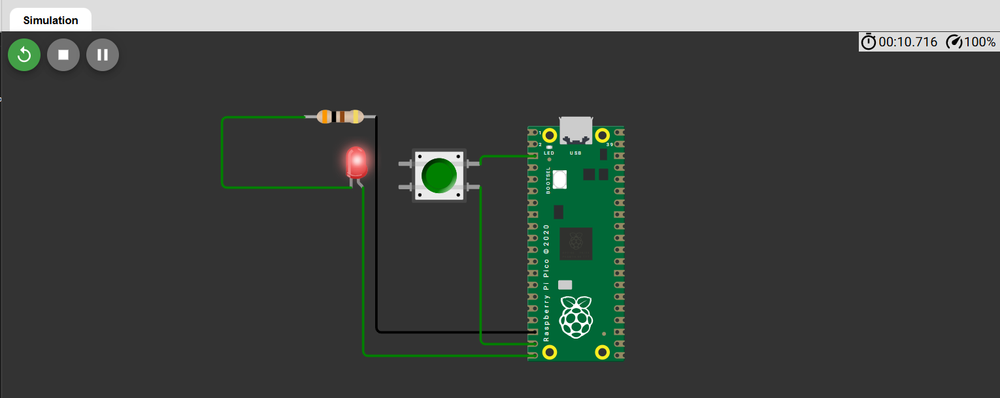 Simulation
00:10.716 100%
1
2
39
LED USB
BOOTSEL
Raspberry Pi Pico ©2020